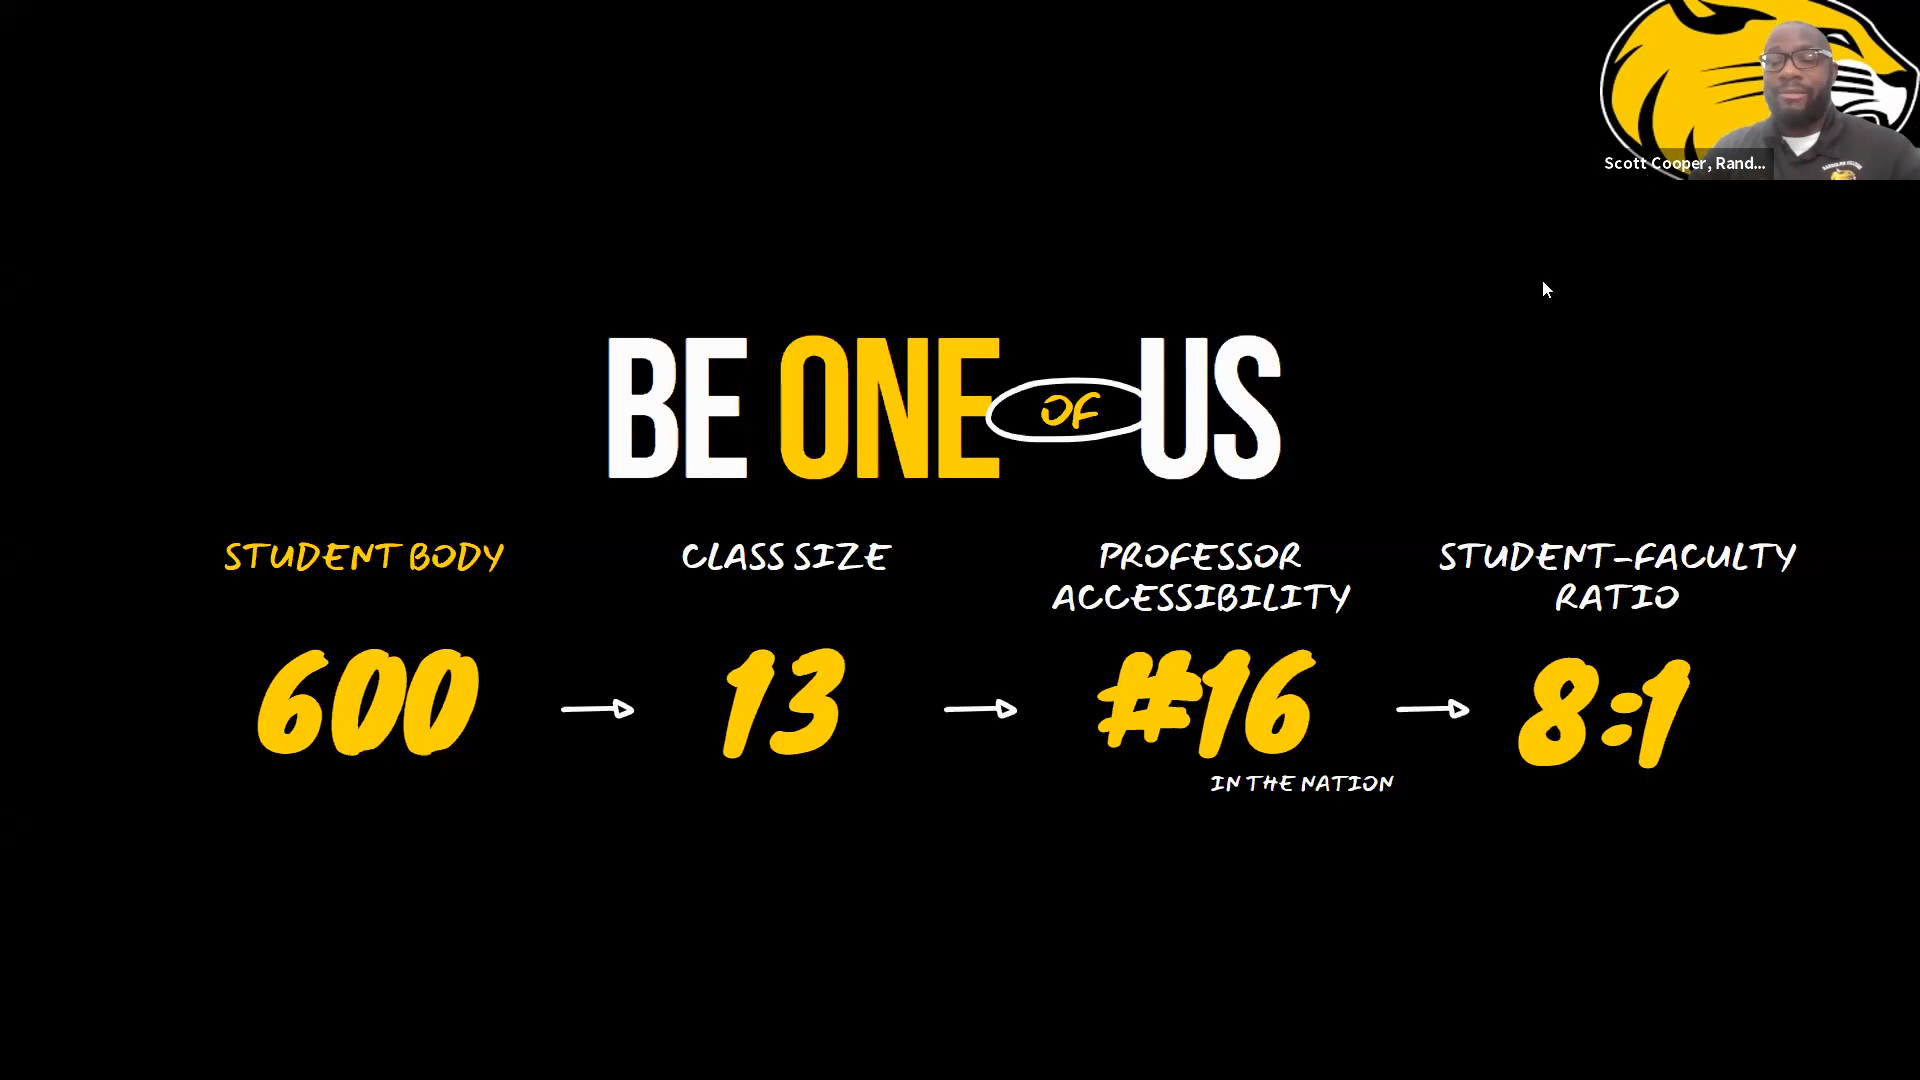 Scott Cooper, Rand...
BE ONE OF US
STUDENT BODY
600
CLASS SIZE
13
PROFESSOR
ACCESSIBILITY
#16
IN THE NATION
STUDENT-FACULTY
RATIO
8:1